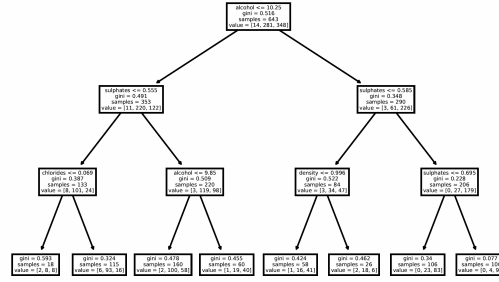 alcohol <= 10.25
gini = 0.516
samples = 643
value = [14, 281, 348]
sulphates <= 0.555
gini = 0.491
samples = 353
value = [11, 220, 122]
sulphates <= 0.585
gini = 0.348
samples = 290
value = [3, 61, 226]
chlorides <= 0.069
gini = 0.387
samples = 133
value = [8, 101, 24]
alcohol <= 9.85
gini = 0.509
samples = 220
value = [3, 119, 98]
density <= 0.996
gini = 0.522
samples = 84
value = [3, 34, 47]
sulphates <= 0.695
gini = 0.228
samples = 206
value = [0, 27, 179]
gini = 0.593
samples = 18
value = [2, 8, 8]
gini = 0.324
samples = 115
value = [6, 93, 16]
gini = 0.478
samples = 160
value = [2, 100, 58]
gini = 0.455
samples = 60
value = [1, 19, 40]
gini = 0.424
samples = 58
value = [1, 16, 41]
gini = 0.462
samples = 26
value = [2, 18, 6]
gini = 0.34
samples = 106
value = [0, 23, 83]
gini = 0.077
samples = 10
value = [0, 4, 9